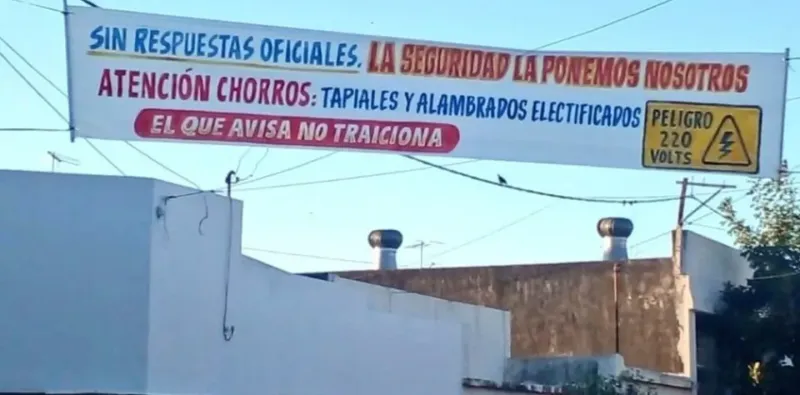 SIN RESPUESTAS OFICIALES. LA SEGURIDAD LA PONEMOS NOSOTROS
ATENCIÓN CHORROS: TAPIALES Y ALAMBRADOS ELECTIFICADOS
EL QUE AVISA NO TRAICIONA
PELIGRO
220
VOLTS